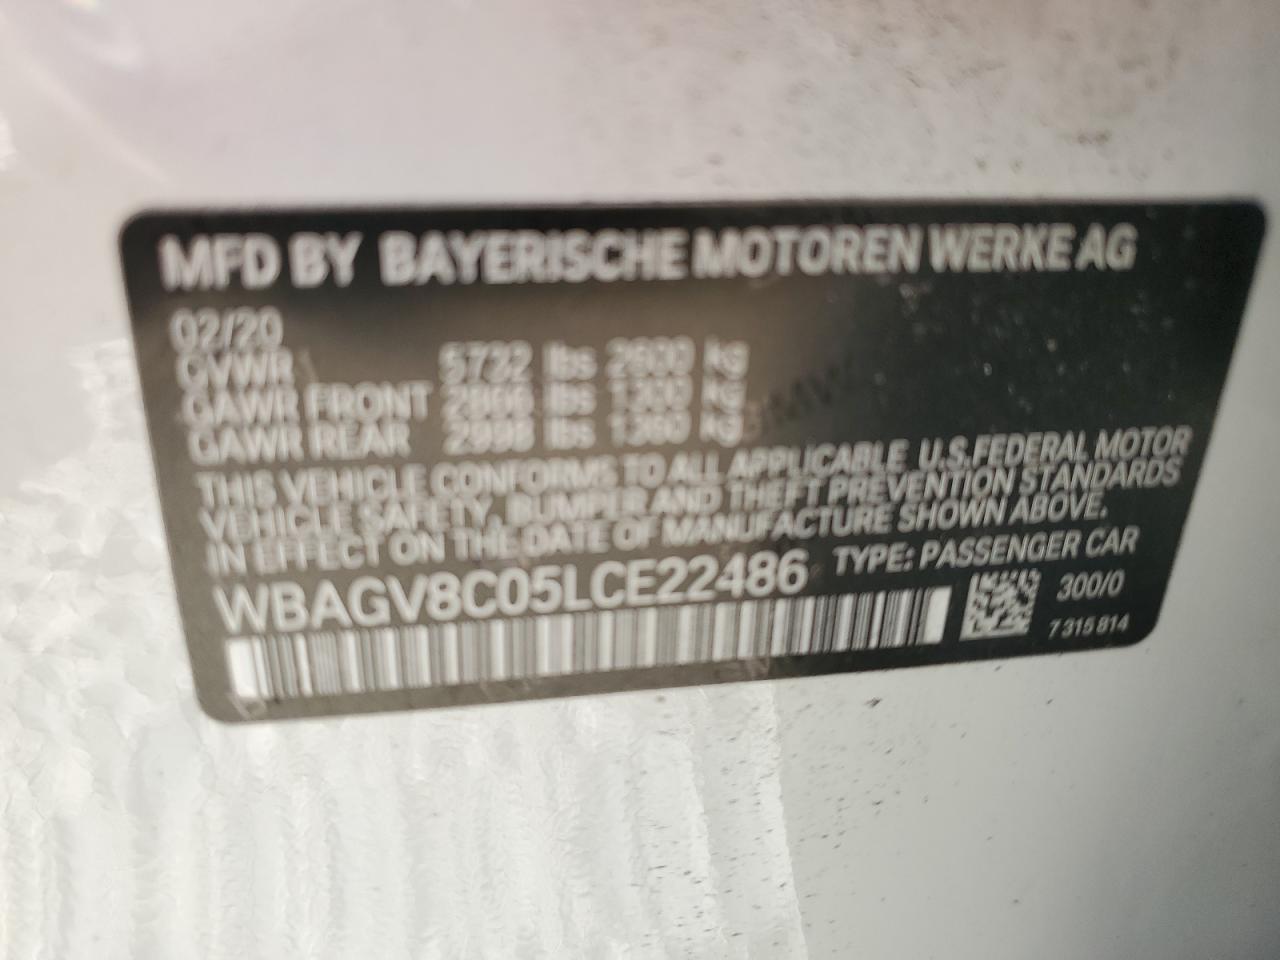 MFD BY BAYERISCHE MOTOREN WERKE AG
02/20
GVWR 5732 lbs 2600 kg
GAWR FRONT 2866 lbs 1300 kg
GAWR REAR 2998 lbs 1360 kg
THIS VEHICLE CONFORMS TO ALL APPLICABLE U.S.FEDERAL MOTOR
VEHICLE SAFETY, BUMPER AND THEFT PREVENTION STANDARDS
IN EFFECT ON THE DATE OF MANUFACTURE SHOWN ABOVE.
WBAGV8C05LCE22486 TYPE: PASSENGER CAR
300/0
7 315 814